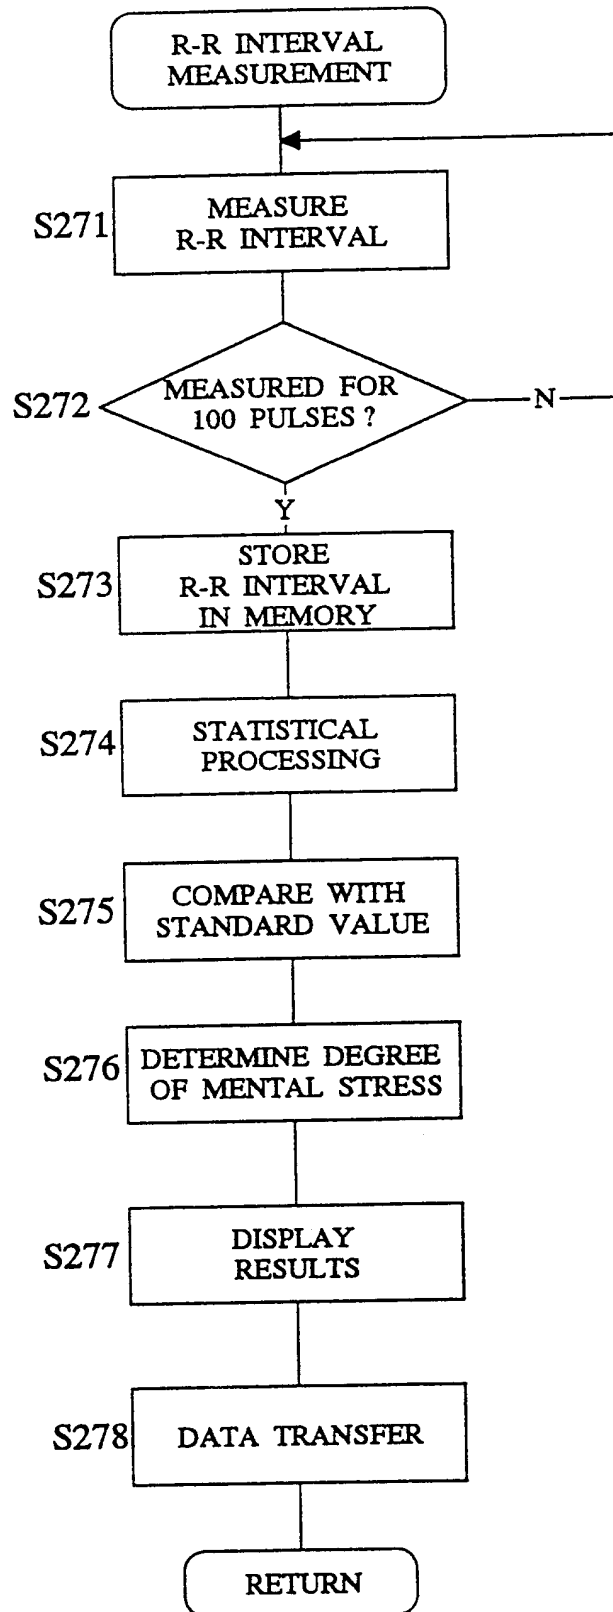 R-R INTERVAL
MEASUREMENT
S271
MEASURE
R-R INTERVAL
S272
MEASURED FOR
100 PULSES ?
N
Y
S273
STORE
R-R INTERVAL
IN MEMORY
S274
STATISTICAL
PROCESSING
S275
COMPARE WITH
STANDARD VALUE
S276
DETERMINE DEGREE
OF MENTAL STRESS
S277
DISPLAY
RESULTS
S278
DATA TRANSFER
RETURN